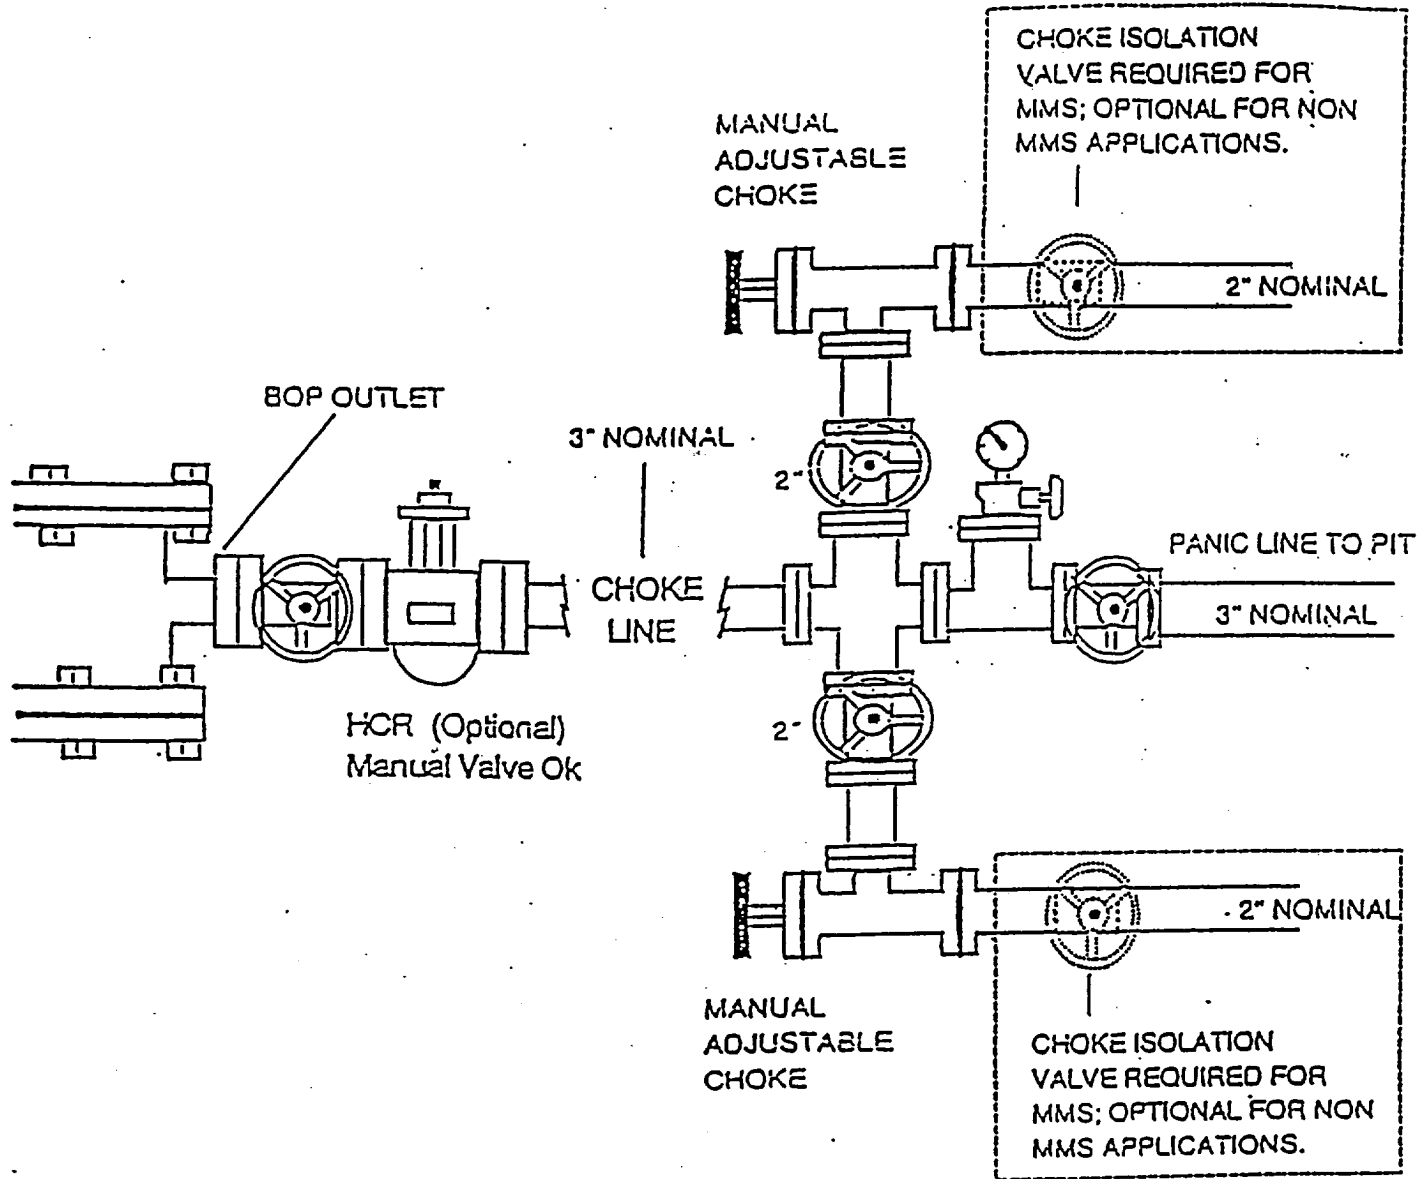 CHOKE ISOLATION
VALVE REQUIRED FOR
MMS; OPTIONAL FOR NON
MMS APPLICATIONS.
MANUAL
ADJUSTABLE
CHOKE
2" NOMINAL
BOP OUTLET
3" NOMINAL
2"
PANIC LINE TO PIT
CHOKE
LINE
3" NOMINAL
HCR (Optional)
Manual Valve Ok
2"
2" NOMINAL
MANUAL
ADJUSTABLE
CHOKE
CHOKE ISOLATION
VALVE REQUIRED FOR
MMS; OPTIONAL FOR NON
MMS APPLICATIONS.